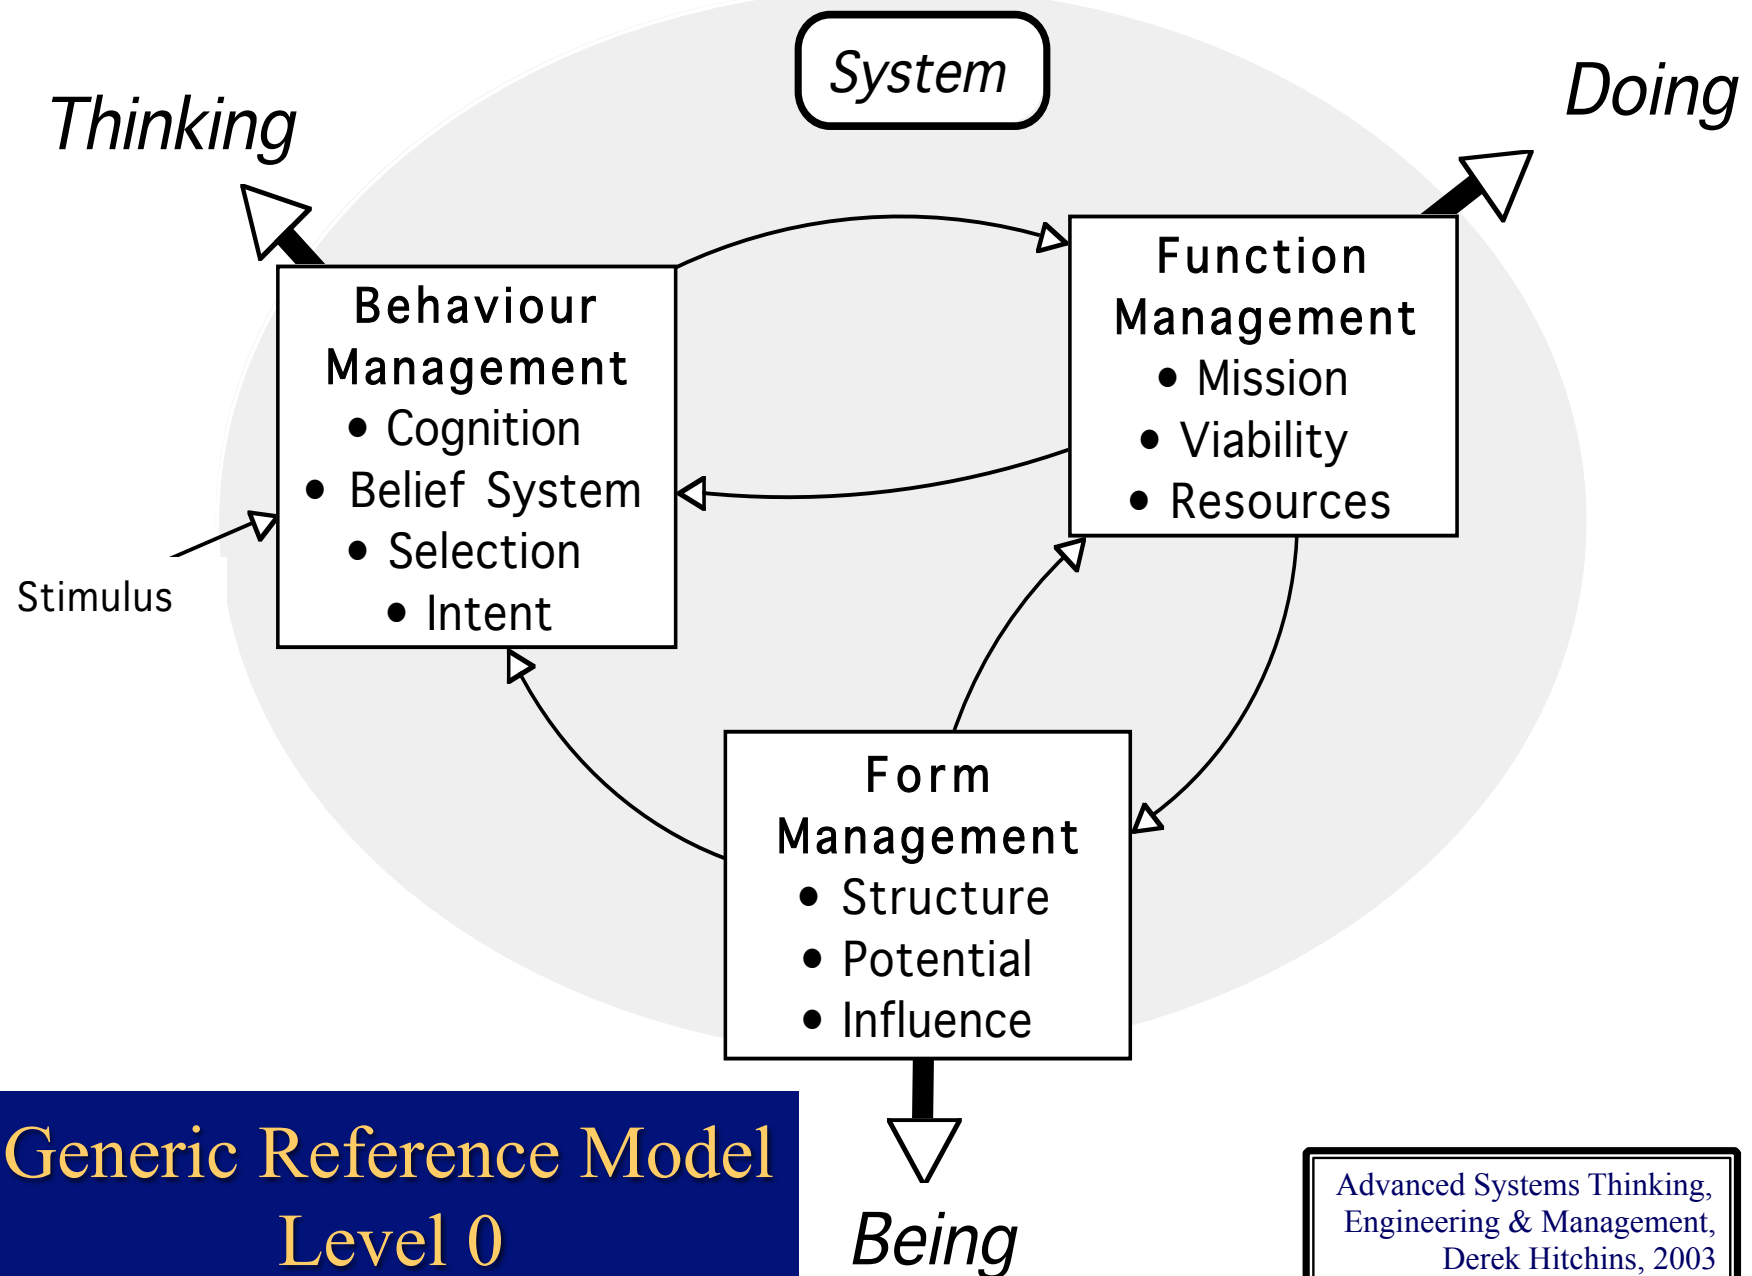 System
Thinking
Doing
Behaviour
Management
• Cognition
• Belief System
• Selection
• Intent
Function
Management
• Mission
• Viability
• Resources
Stimulus
Form
Management
• Structure
• Potential
• Influence
Being
Generic Reference Model
Level 0
Advanced Systems Thinking,
Engineering & Management,
Derek Hitchins, 2003